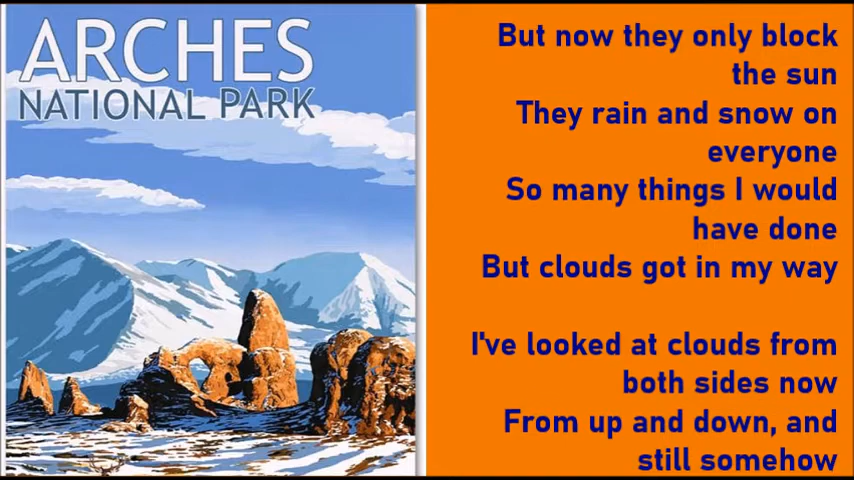 ARCHES
NATIONAL PARK
But now they only block
the sun
They rain and snow on
everyone
So many things I would
have done
But clouds got in my way
I've looked at clouds from
both sides now
From up and down, and
still somehow